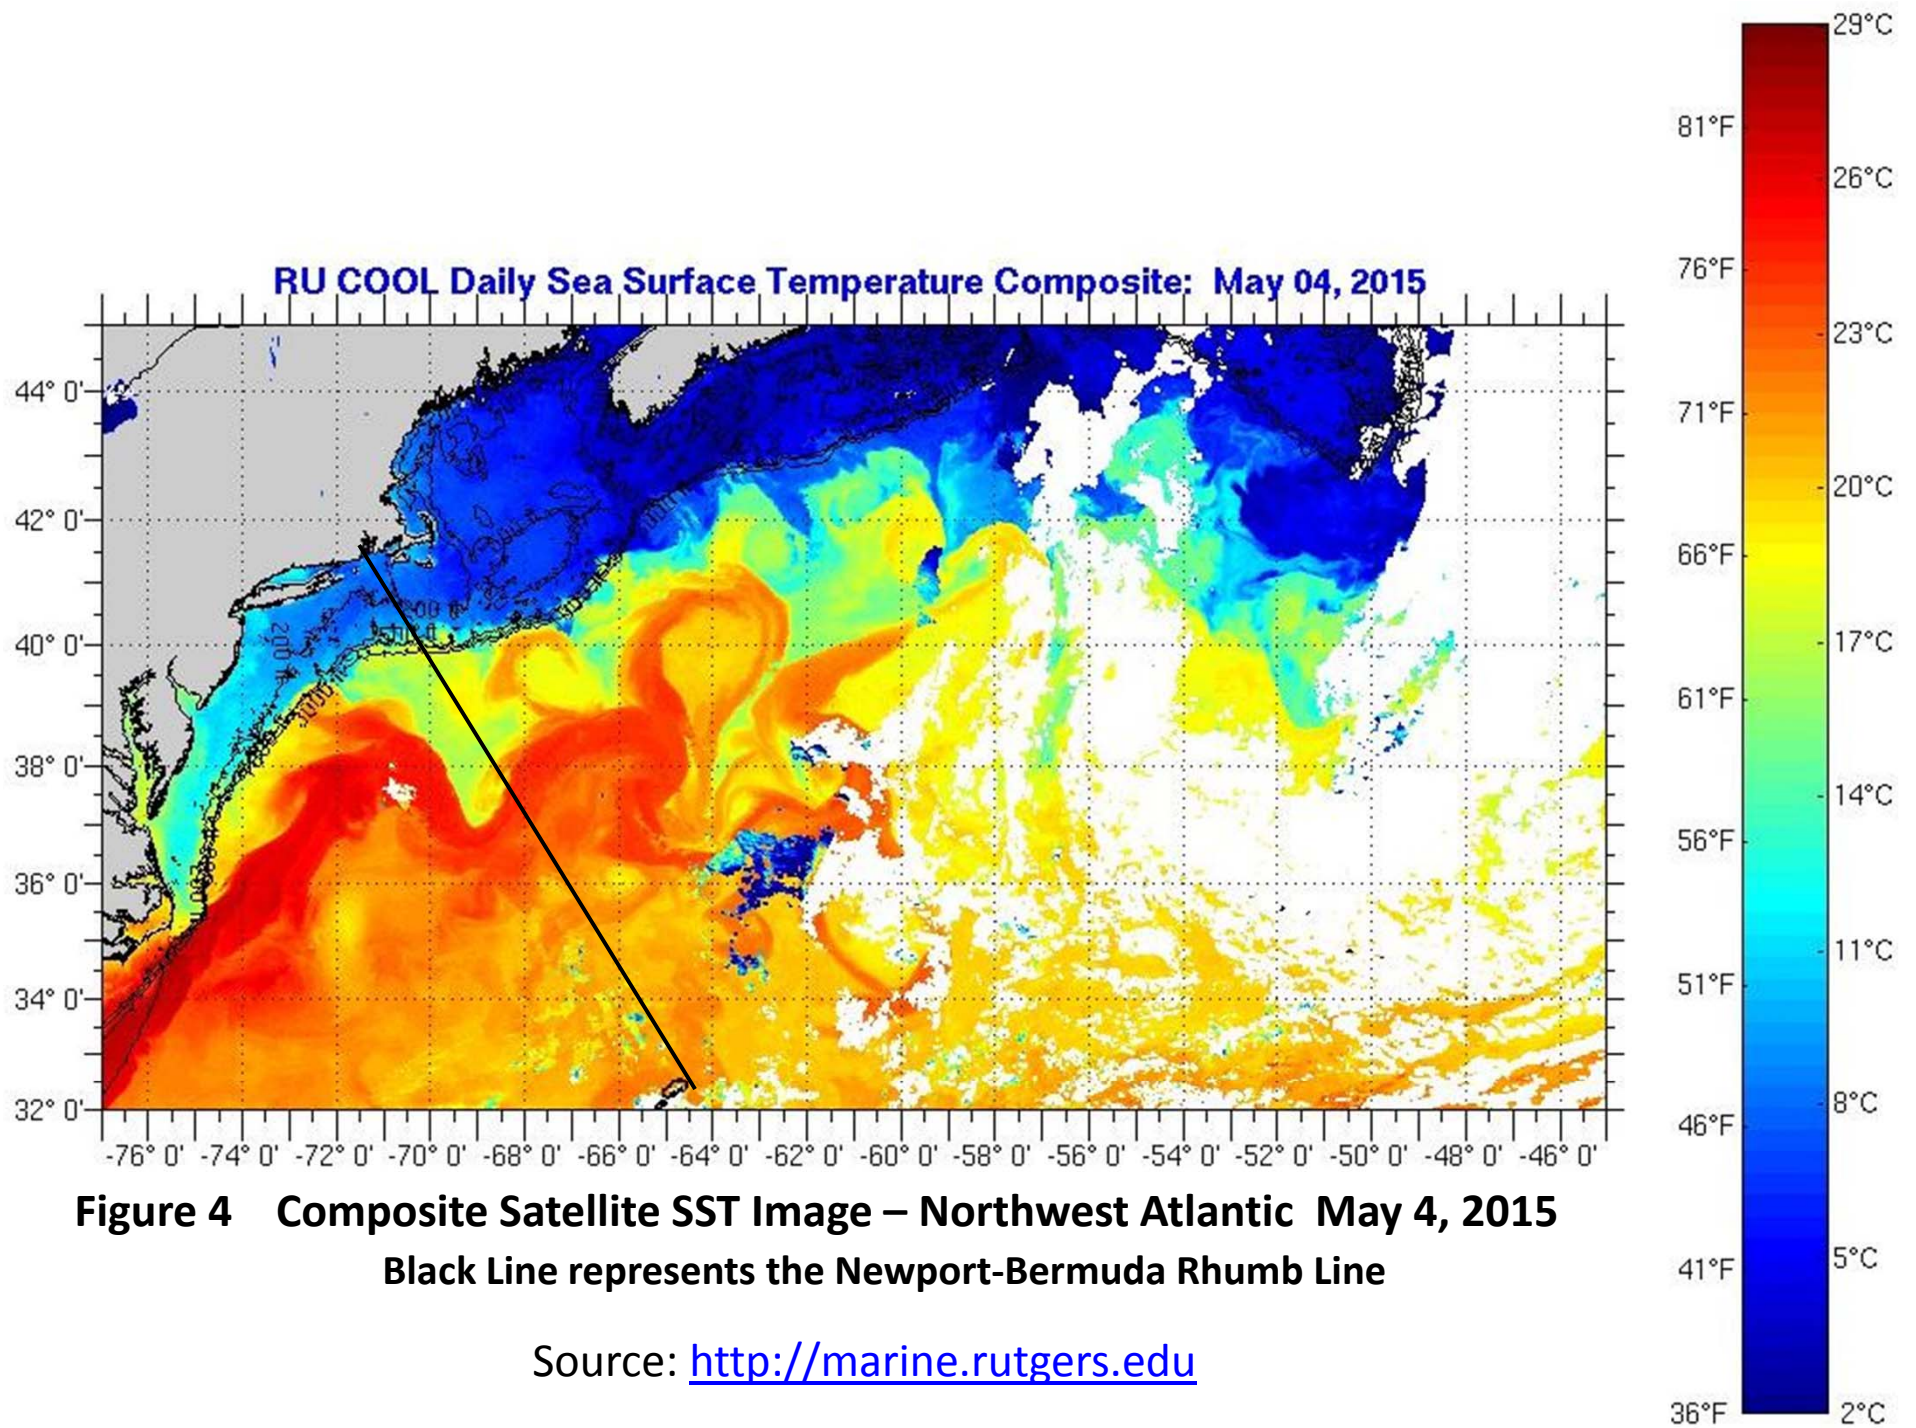 29°C
81°F
26°C
RU COOL Daily Sea Surface Temperature Composite: May 04, 2015
76°F
23°C
44° 0'
71°F
20°C
42° 0'
66°F
40° 0'
17°C
61°F
38° 0'
14°C
56°F
36° 0'
11°C
51°F
34° 0'
32° 0'
8°C
46°F
-76° 0' -74° 0' -72° 0' -70° 0' -68° 0' -66° 0' -64° 0' -62° 0' -60° 0' -58° 0' -56° 0' -54° 0' -52° 0' -50° 0' -48° 0' -46° 0'
Figure 4 Composite Satellite SST Image – Northwest Atlantic May 4, 2015
Black Line represents the Newport-Bermuda Rhumb Line
5°C
41°F
Source: http://marine.rutgers.edu
36°F
2°C